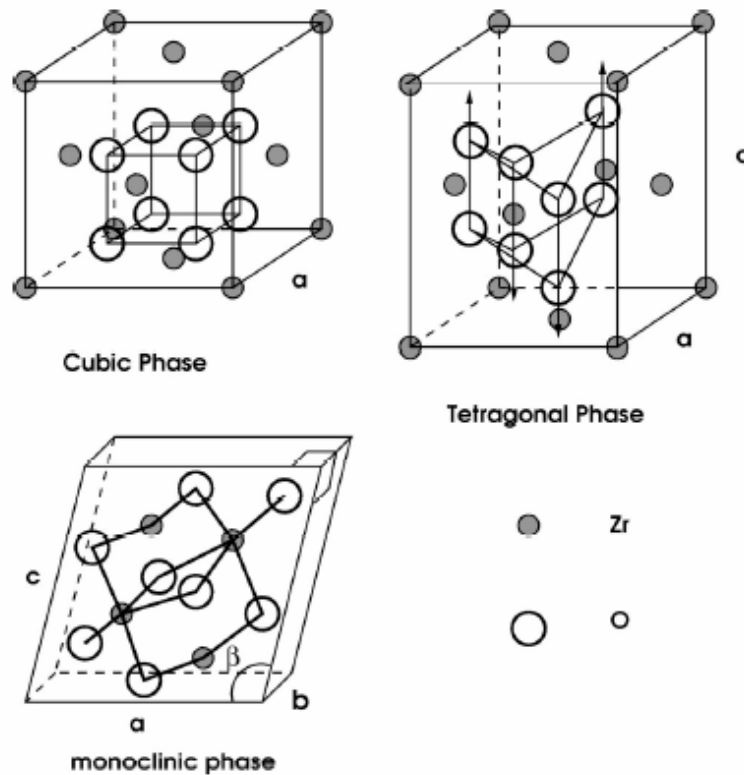 a
Cubic Phase
c
a
Tetragonal Phase
c
β
a
b
monoclinic phase
Zr
O